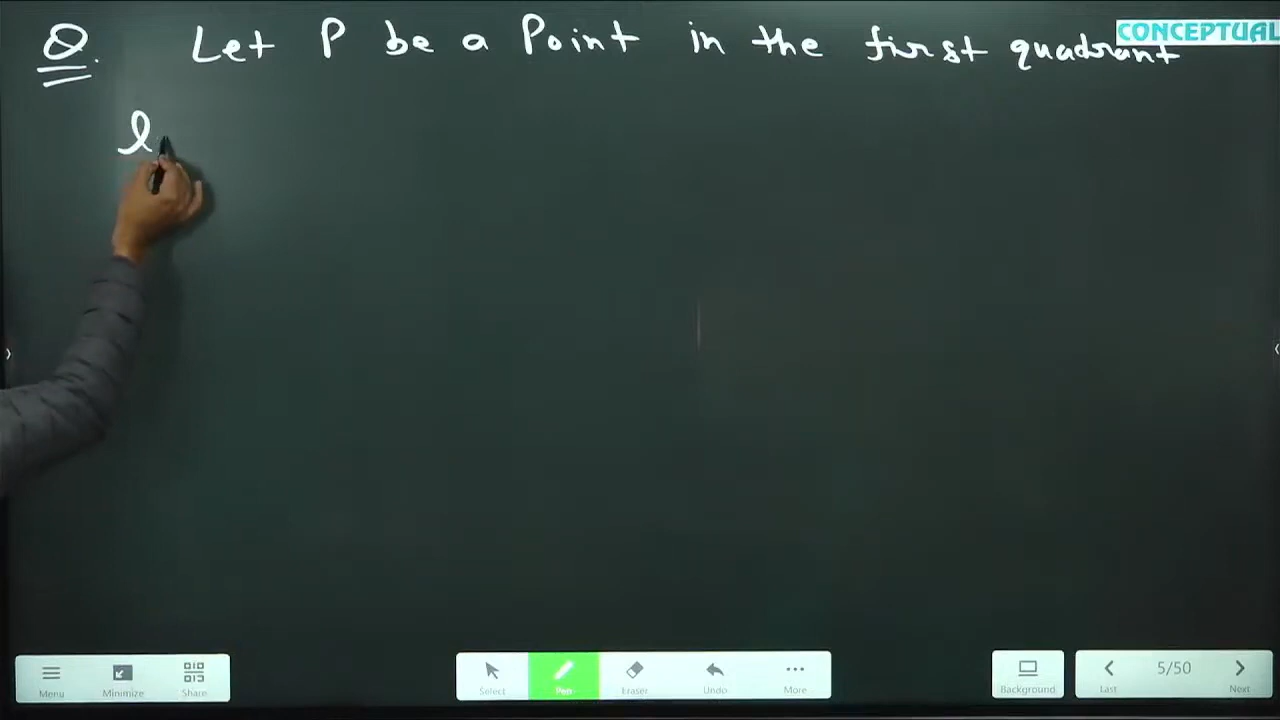 CONCEPTUAL
Q. Let P be a Point in the first quadrant
l
Menu
Minimize
Share
Select
Pen
Eraser
Undo
More
Background
Last
5/50
Next